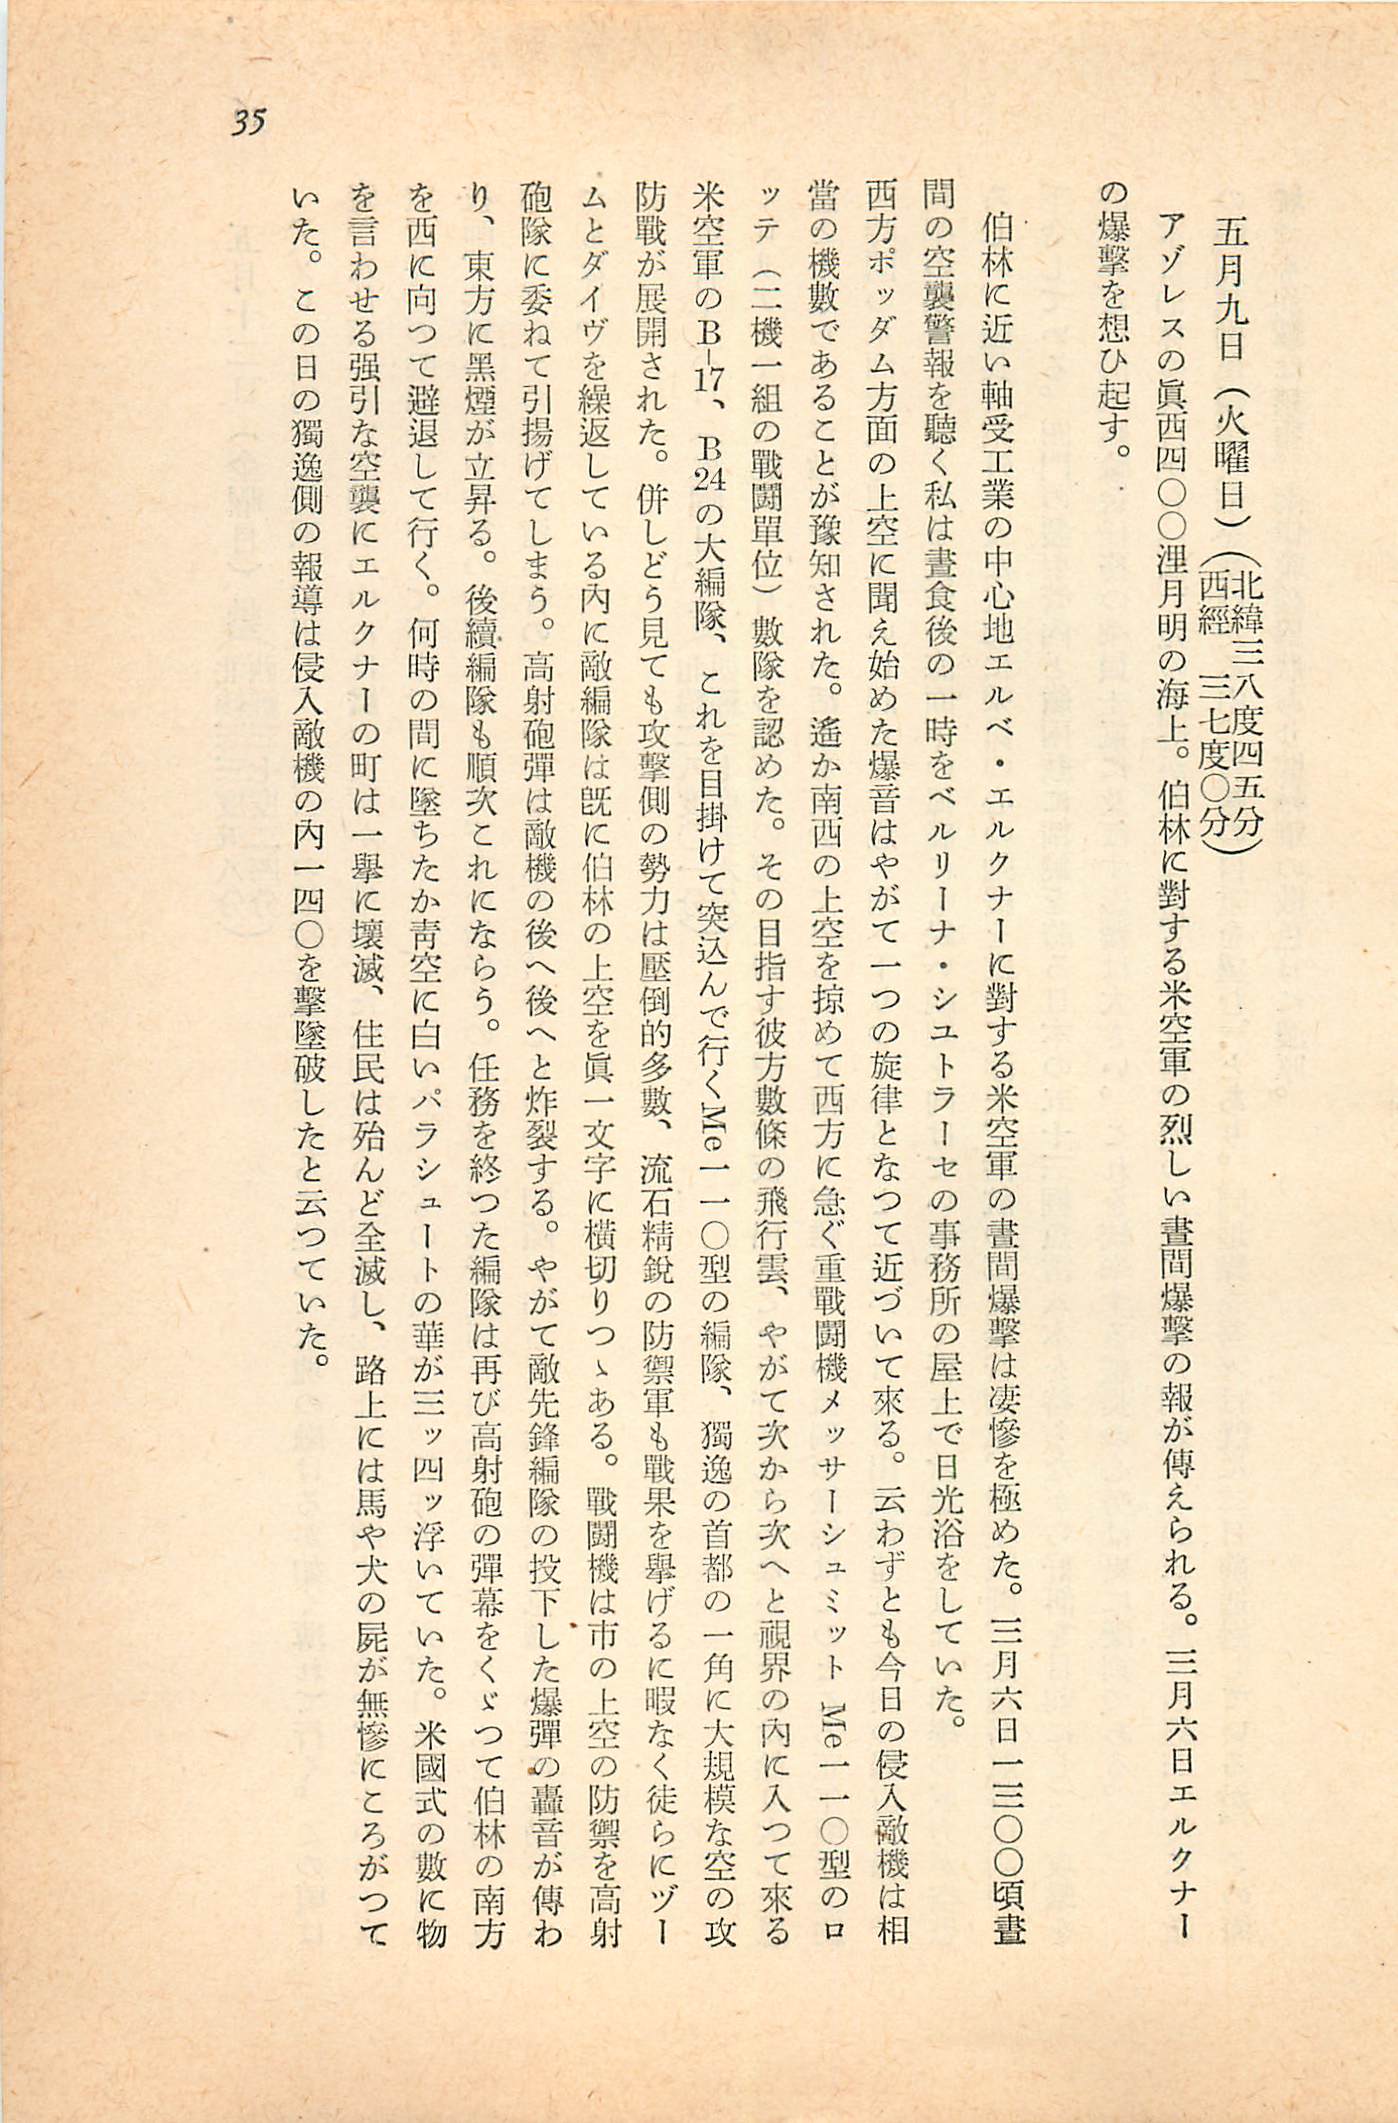 五月九日（火曜日）（北緯三八度四五分 西經　三七度〇分）
アゾレスの眞西四〇〇浬月明の海上。伯林に對する米空軍の烈しい晝間爆擊の報が傳えられる。三月六日エルクナー
の爆擊を想ひ起す。
伯林に近い軸受工業の中心地エルベ・エルクナーに對する米空軍の晝間爆擊は凄慘を極めた。三月六日一三〇〇頃晝
間の空襲警報を聽く私は晝食後の一時をベルリーナ・シユトラーセの事務所の屋上で日光浴をしていた。
西方ポッダム方面の上空に聞え始めた爆音はやがて一つの旋律となつて近づいて來る。云わずとも今日の侵入敵機は相
當の機數であることが豫知された。遙か南西の上空を掠めて西方に急ぐ重戰闘機メッサーシュミット Me一一〇型のロ
ッテ（二機一組の戰闘單位）數隊を認めた。その目指す彼方數條の飛行雲、やがて次から次へと視界の內に入つて來る
米空軍のB-17、B24の大編隊、これを目掛けて突込んで行くMe一一〇型の編隊、獨逸の首都の一角に大規模な空の攻
防戰が展開された。併しどう見ても攻擊側の勢力は壓倒的多數、流石精銳の防禦軍も戰果を擧げるに暇なく徒らにヅー
ムとダイヴを繰返している內に敵編隊は旣に伯林の上空を眞一文字に橫切りつゝある。戰闘機は市の上空の防禦を高射
砲隊に委ねて引揚げてしまう。高射砲彈は敵機の後へ後へと炸裂する。やがて敵先鋒編隊の投下した爆彈の轟音が傳わ
り、東方に黑煙が立昇る。後續編隊も順次これにならう。任務を終つた編隊は再び高射砲の彈幕をくゞつて伯林の南方
を西に向つて避退して行く。何時の間に墜ちたか靑空に白いパラシュートの華が三ッ四ッ浮いていた。米國式の數に物
を言わせる强引な空襲にエルクナーの町は一擧に壞滅、住民は殆んど全滅し、路上には馬や犬の屍が無慘にころがつて
いた。この日の獨逸側の報導は侵入敵機の內一四〇を擊墜破したと云つていた。
35